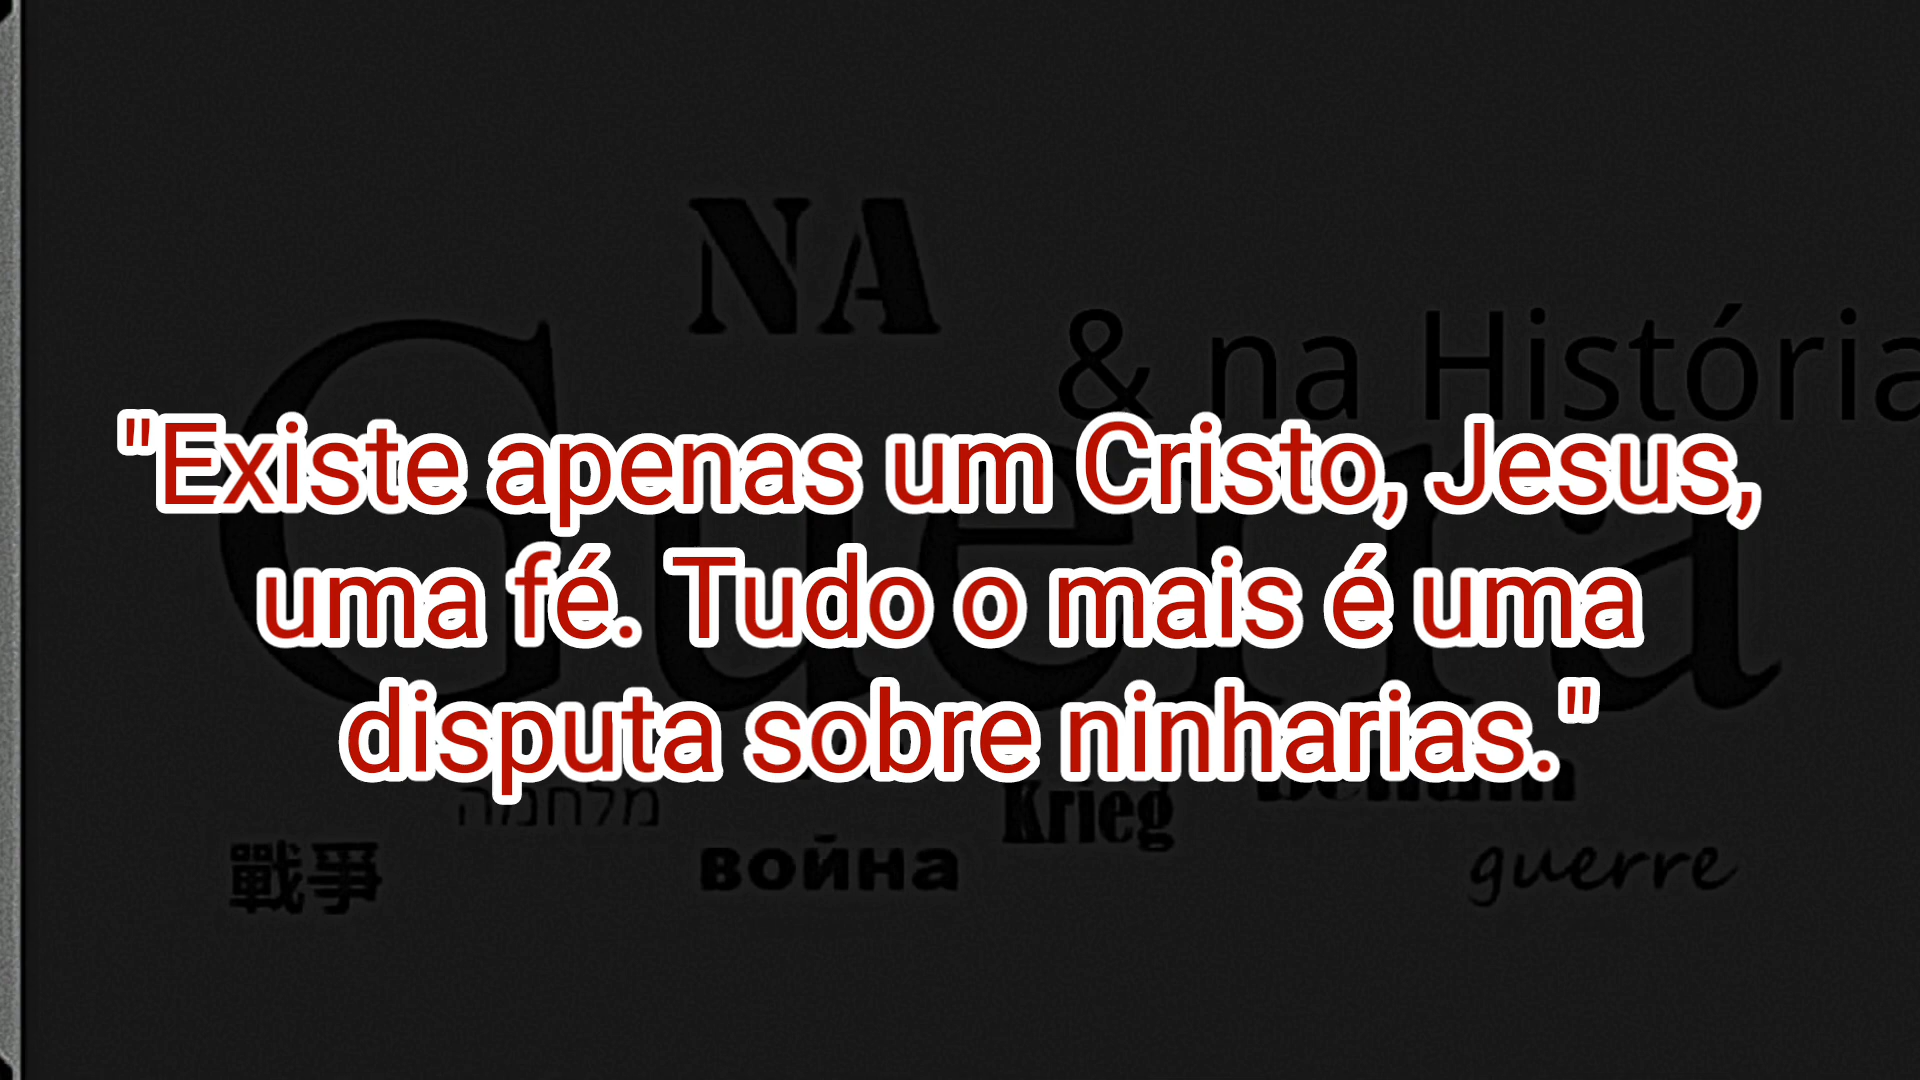 NA
& na História
Guerra
"Existe apenas um Cristo, Jesus,
uma fé. Tudo o mais é uma
disputa sobre ninharias."
מלחמה
Krieg
戰爭
война
guerre